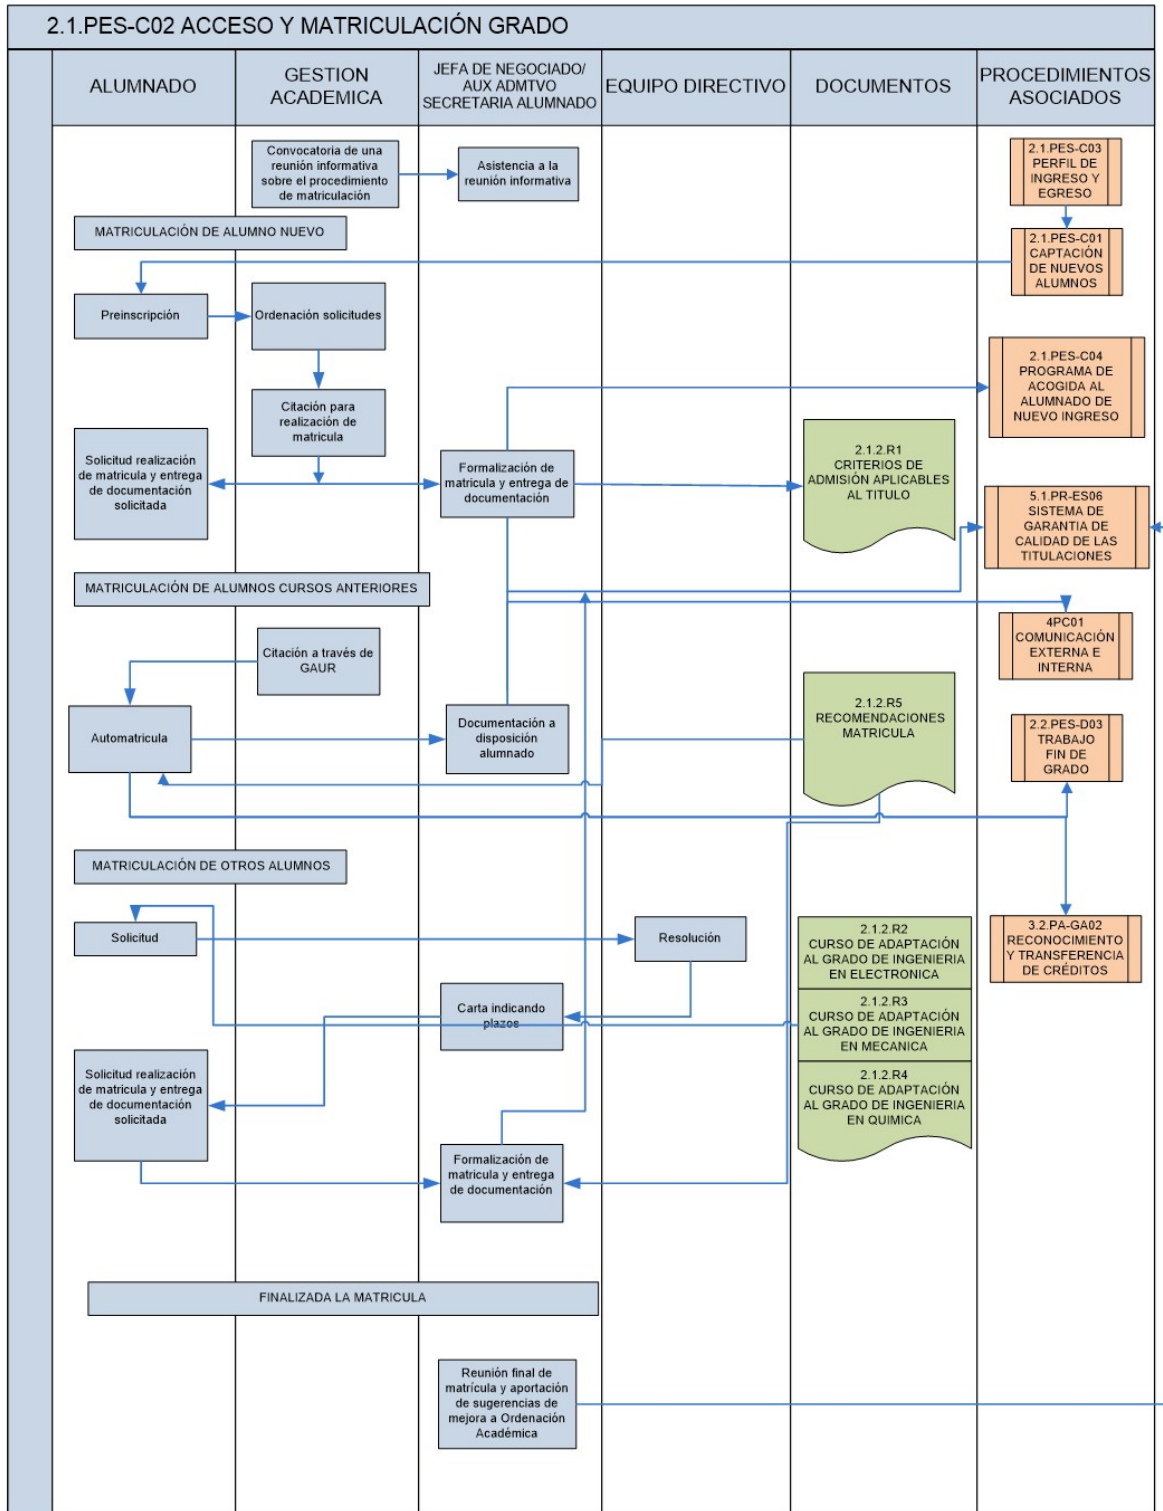 2.1.PES-C02 ACCESO Y MATRICULACIÓN GRADO
ALUMNADO
GESTION
ACADEMICA
JEFA DE NEGOCIADO/
AUX ADMTVO
SECRETARIA ALUMNADO
EQUIPO DIRECTIVO
DOCUMENTOS
PROCEDIMIENTOS
ASOCIADOS
Convocatoria de una
reunión informativa
sobre el procedimiento
de matriculación
Asistencia a la
reunión informativa
2.1.PES-C03
PERFIL DE
INGRESO Y
EGRESO
MATRICULACIÓN DE ALUMNO NUEVO
2.1.PES-C01
CAPTACIÓN
DE NUEVOS
ALUMNOS
Preinscripción
Ordenación solicitudes
2.1.PES-C04
PROGRAMA DE
ACOGIDA AL
ALUMNADO DE
NUEVO INGRESO
Citación para
realización de
matricula
Solicitud realización
de matricula y entrega
de documentación
solicitada
Formalización de
matricula y entrega de
documentación
2.1.2.R1
CRITERIOS DE
ADMISIÓN APLICABLES
AL TITULO
5.1.PR-ES06
SISTEMA DE
GARANTIA DE
CALIDAD DE LAS
TITULACIONES
MATRICULACIÓN DE ALUMNOS CURSOS ANTERIORES
4PC01
COMUNICACIÓN
EXTERNA E
INTERNA
Citación a través de
GAUR
Automatricula
Documentación a
disposición
alumnado
2.1.2.R5
RECOMENDACIONES
MATRICULA
2.2.PES-D03
TRABAJO
FIN DE
GRADO
MATRICULACIÓN DE OTROS ALUMNOS
Solicitud
Resolución
2.1.2.R2
CURSO DE ADAPTACIÓN
AL GRADO DE INGENIERIA
EN ELECTRONICA
3.2.PA-GA02
RECONOCIMIENTO
Y TRANSFERENCIA
DE CRÉDITOS
Carta indicando
plazos
2.1.2.R3
CURSO DE ADAPTACIÓN
AL GRADO DE INGENIERIA
EN MECANICA
Solicitud realización
de matricula y entrega
de documentación
solicitada
2.1.2.R4
CURSO DE ADAPTACIÓN
AL GRADO DE INGENIERIA
EN QUIMICA
Formalización de
matricula y entrega
de documentación
FINALIZADA LA MATRICULA
Reunión final de
matrícula y aportación
de sugerencias de
mejora a Ordenación
Académica